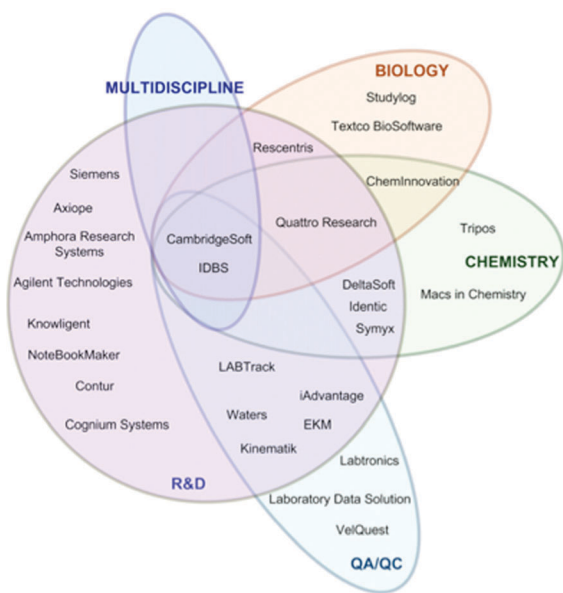 BIOLOGY
MULTIDISCIPLINE
Studylog
Textco BioSoftware
Rescentris
Siemens
ChemInnovation
Axiope
Quattro Research
Tripos
Amphora Research
Systems
CambridgeSoft
CHEMISTRY
IDBS
Agilent Technologies
DeltaSoft
Macs in Chemistry
Identic
Knowligent
Symyx
NoteBookMaker
LABTrack
Contur
iAdvantage
Waters
Cognium Systems
EKM
Kinematik
Labtronics
R&D
Laboratory Data Solution
VelQuest
QA/QC